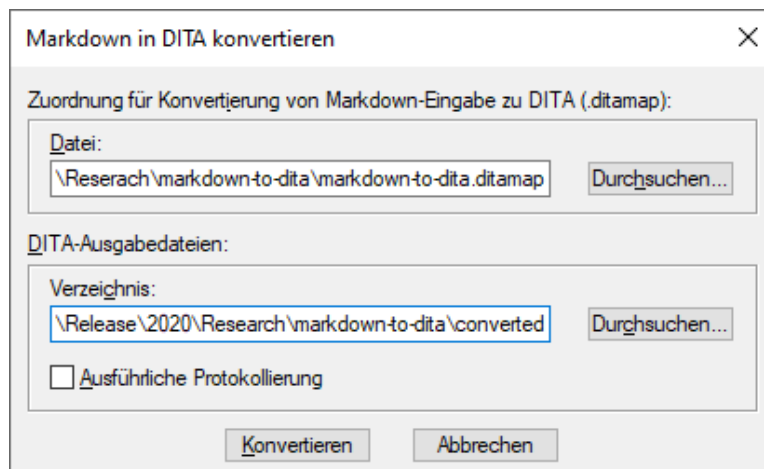 Markdown in DITA konvertieren
Zuordnung für Konvertierung von Markdown-Eingabe zu DITA (.ditamap):
Datei:
\Reserach\markdown-to-dita\markdown-to-dita.ditamap
Durchsuchen...
DITA-Ausgabedateien:
Verzeichnis:
\Release\2020\Research\markdown-to-dita\converted
Durchsuchen...
Ausführliche Protokollierung
Konvertieren
Abbrechen